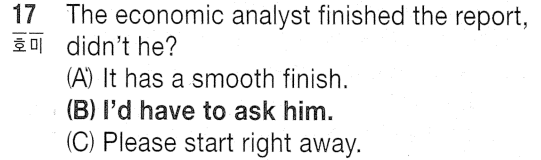 17 The economic analyst finished the report,
호미 didn't he?
(A) It has a smooth finish.
(B) I'd have to ask him.
(C) Please start right away.